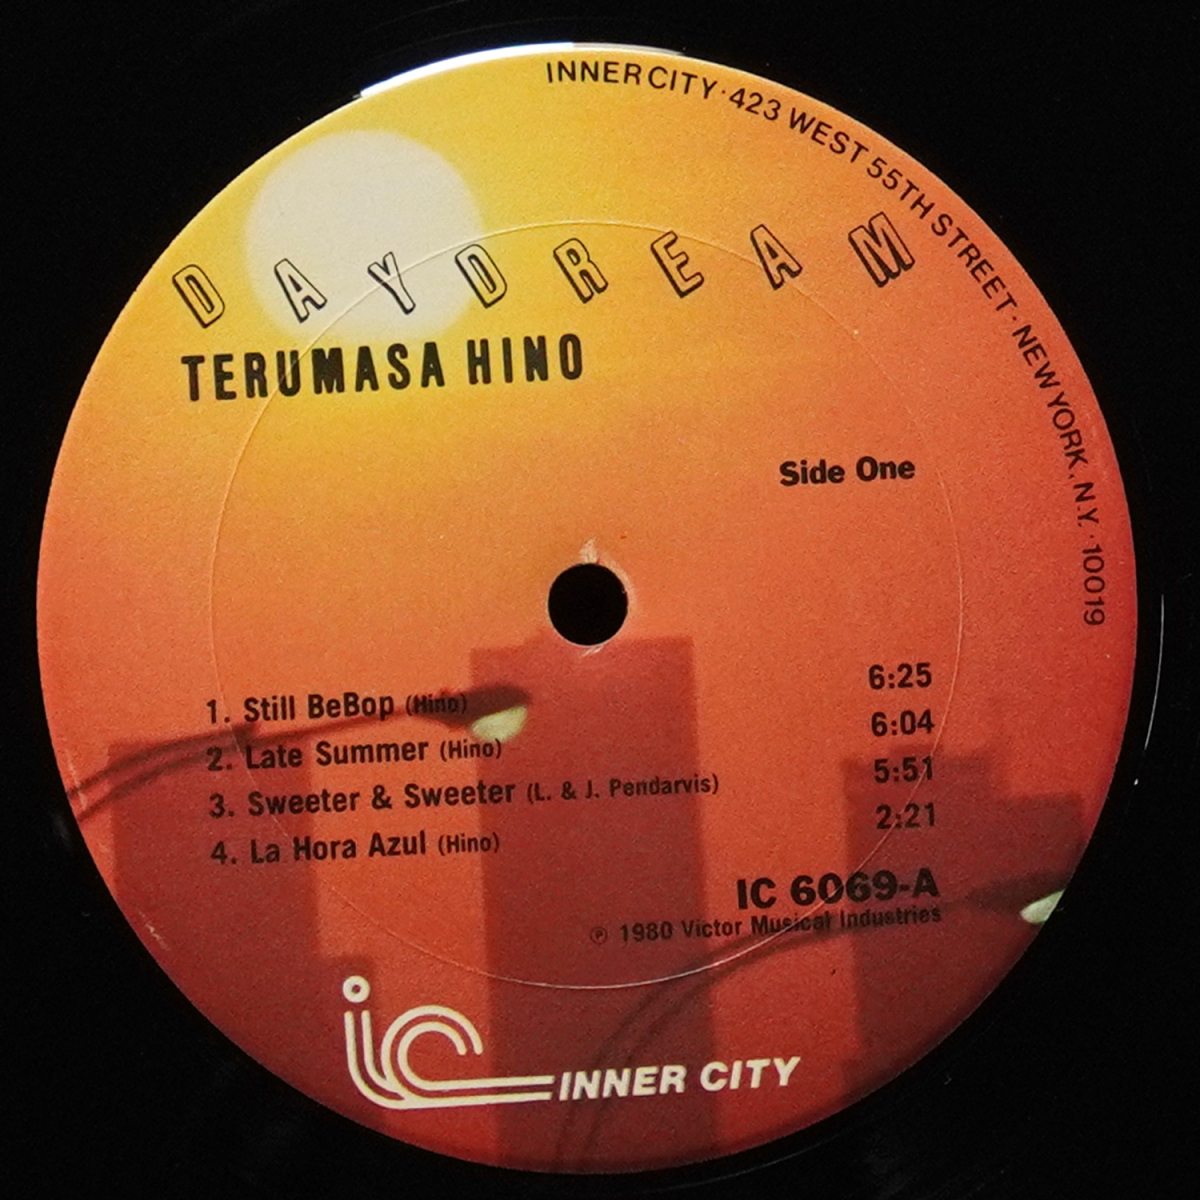 INNER CITY · 423 WEST 55TH STREET · NEW YORK, N.Y. · 10019
DAYDREAM
TERUMASA HINO
Side One
1. Still BeBop (Hino) 6:25
2. Late Summer (Hino) 6:04
3. Sweeter & Sweeter (L. & J. Pendarvis) 5:51
4. La Hora Azul (Hino) 2:21
IC 6069-A
℗ 1980 Victor Musical Industries
ic INNER CITY